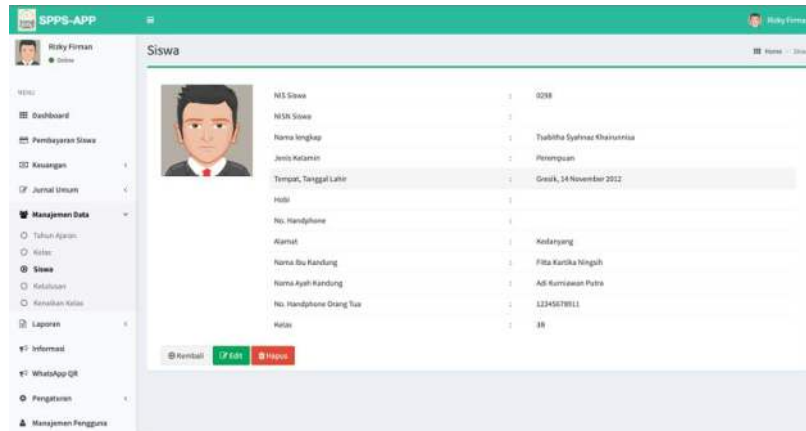 SPPS-APP
Rizky Firman
Rizky Firman
Online
Siswa
Home
MENU
Dashboard
Pembayaran Siswa
Keuangan
Jurnal Umum
Manajemen Data
Tahun Ajaran
Kelas
Siswa
Kelulusan
Kenaikan Kelas
Laporan
Informasi
WhatsApp QR
Pengaturan
Manajemen Pengguna
NIS Siswa : 0298
NISN Siswa :
Nama lengkap : Tsabitha Syahnaz Khairunnisa
Jenis Kelamin : Perempuan
Tempat, Tanggal Lahir : Gresik, 14 November 2012
Hobi :
No. Handphone :
Alamat : Kedanyang
Nama Ibu Kandung : Fitta Kartika Ningsih
Nama Ayah Kandung : Adi Kurniawan Putra
No. Handphone Orang Tua : 12345678911
Kelas : 3B
Kembali Edit Hapus